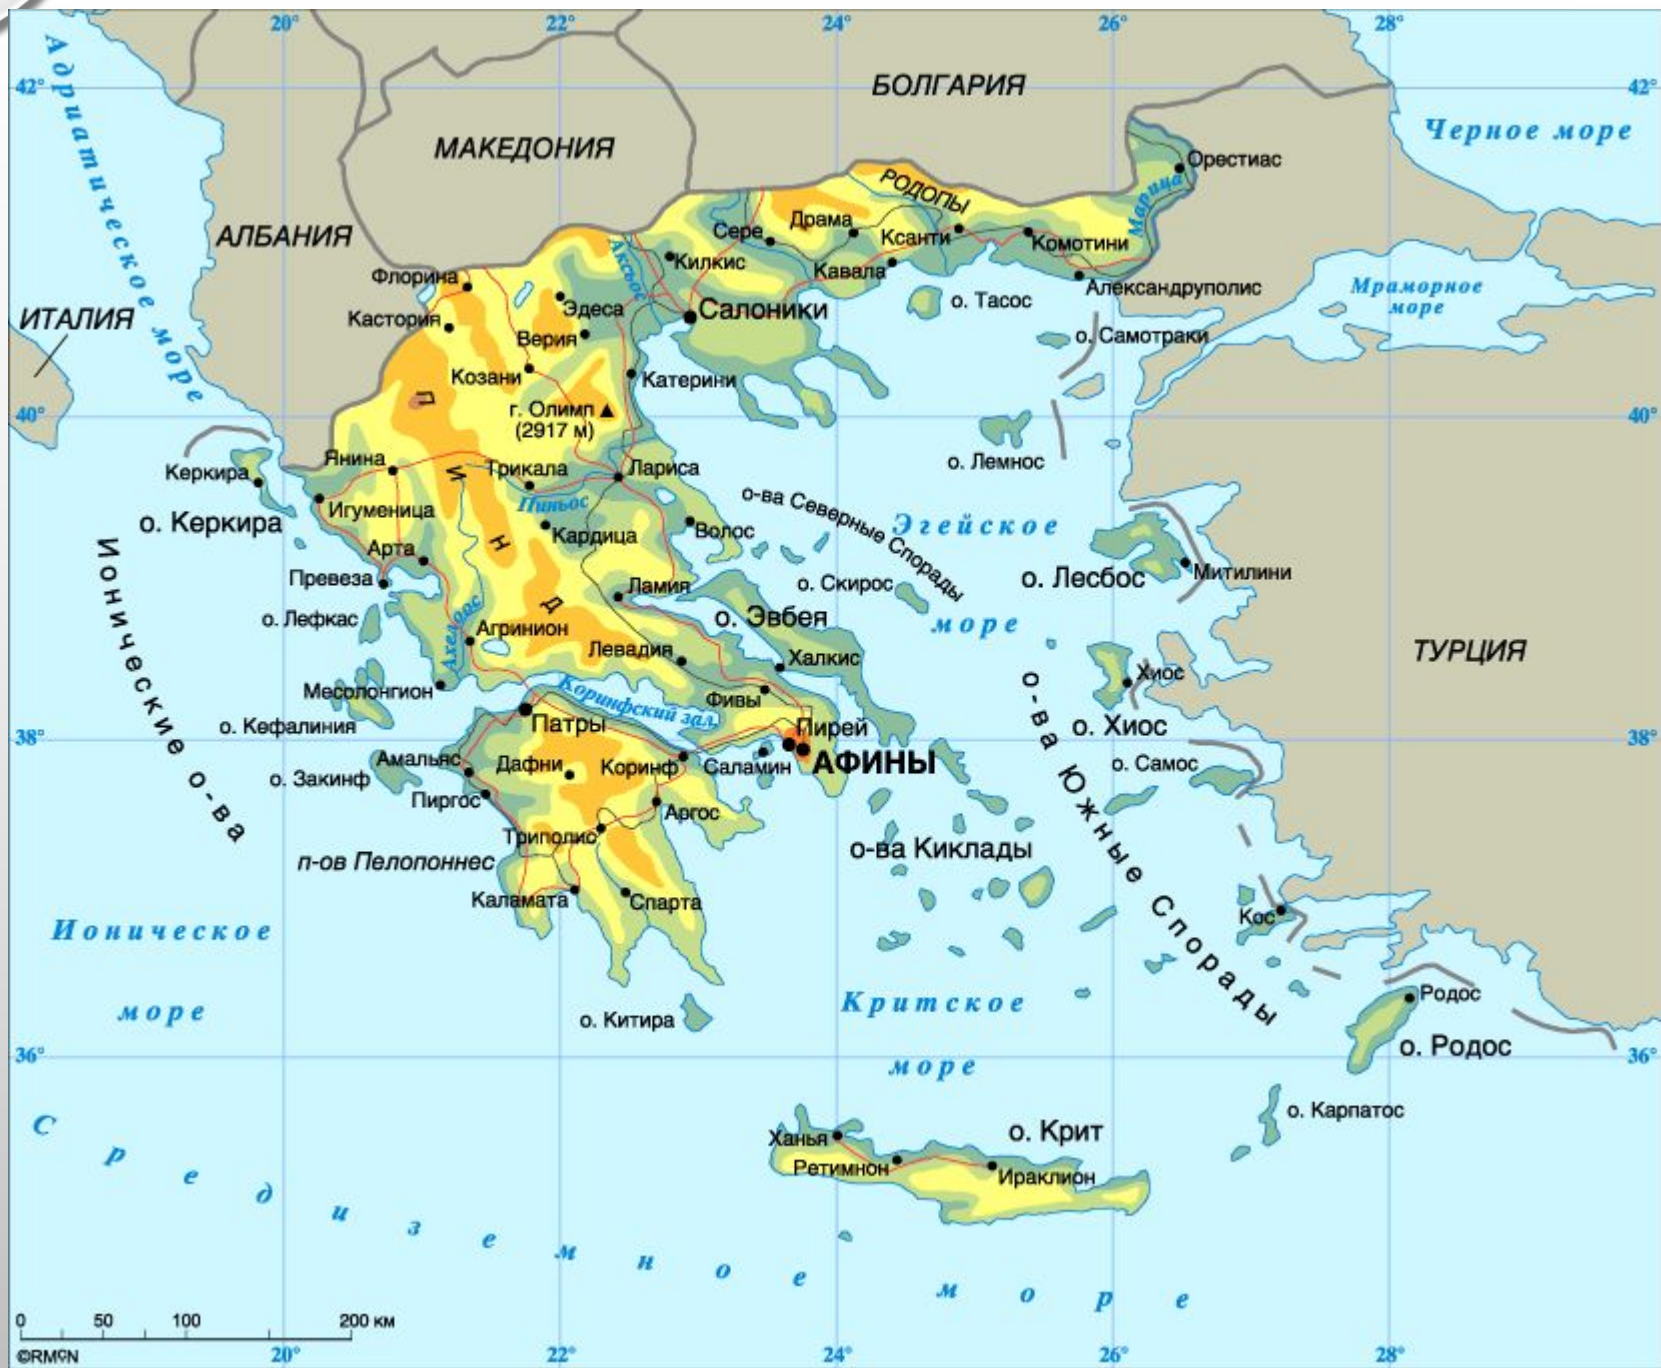 20° 22° 24° 26° 28°
42° 42°
Адриатическое море
БОЛГАРИЯ
Черное море
МАКЕДОНИЯ
Орестиас
РОДОПЫ
Марица
АЛБАНИЯ
Драма
Сере
Ксанти
Комотини
Аксьос
Килкис
Кавала
Флорина
Александруполис
Мраморное
море
Эдеса
о. Тасос
ИТАЛИЯ
Кастория
Салоники
Верия
о. Самотраки
Козани
Катерини
40° 40°
г. Олимп
(2917 м)
ПИНД
о. Лемнос
Янина
Трикала
Лариса
Керкира
Пиньос
о-ва Северные Спорады
Игуменица
о. Керкира
Кардица
Волос
Эгейское
море
Арта
Превеза
Ламия
о. Скирос
о. Лесбос
Митилини
Ионические о-ва
о. Лефкас
Ахелоос
Агринион
о. Эвбея
Левадия
Халкис
ТУРЦИЯ
Месолонгион
Коринфский зал.
Фивы
Хиос
о. Кефалиния
Патры
Пирей
о. Хиос
38° 38°
Амальяс
Дафни
Коринф
Саламин
АФИНЫ
о. Самос
о. Закинф
Пиргос
Аргос
Триполис
о-ва Киклады
о-ва Южные Спорады
п-ов Пелопоннес
Каламата
Спарта
Кос
Ионическое
море
Критское
море
Родос
о. Китира
о. Родос
36° 36°
Средиземное море
о. Карпатос
Ханья
о. Крит
Ретимнон
Ираклион
0 50 100 200 км
©RMcN
20° 22° 24° 26° 28°